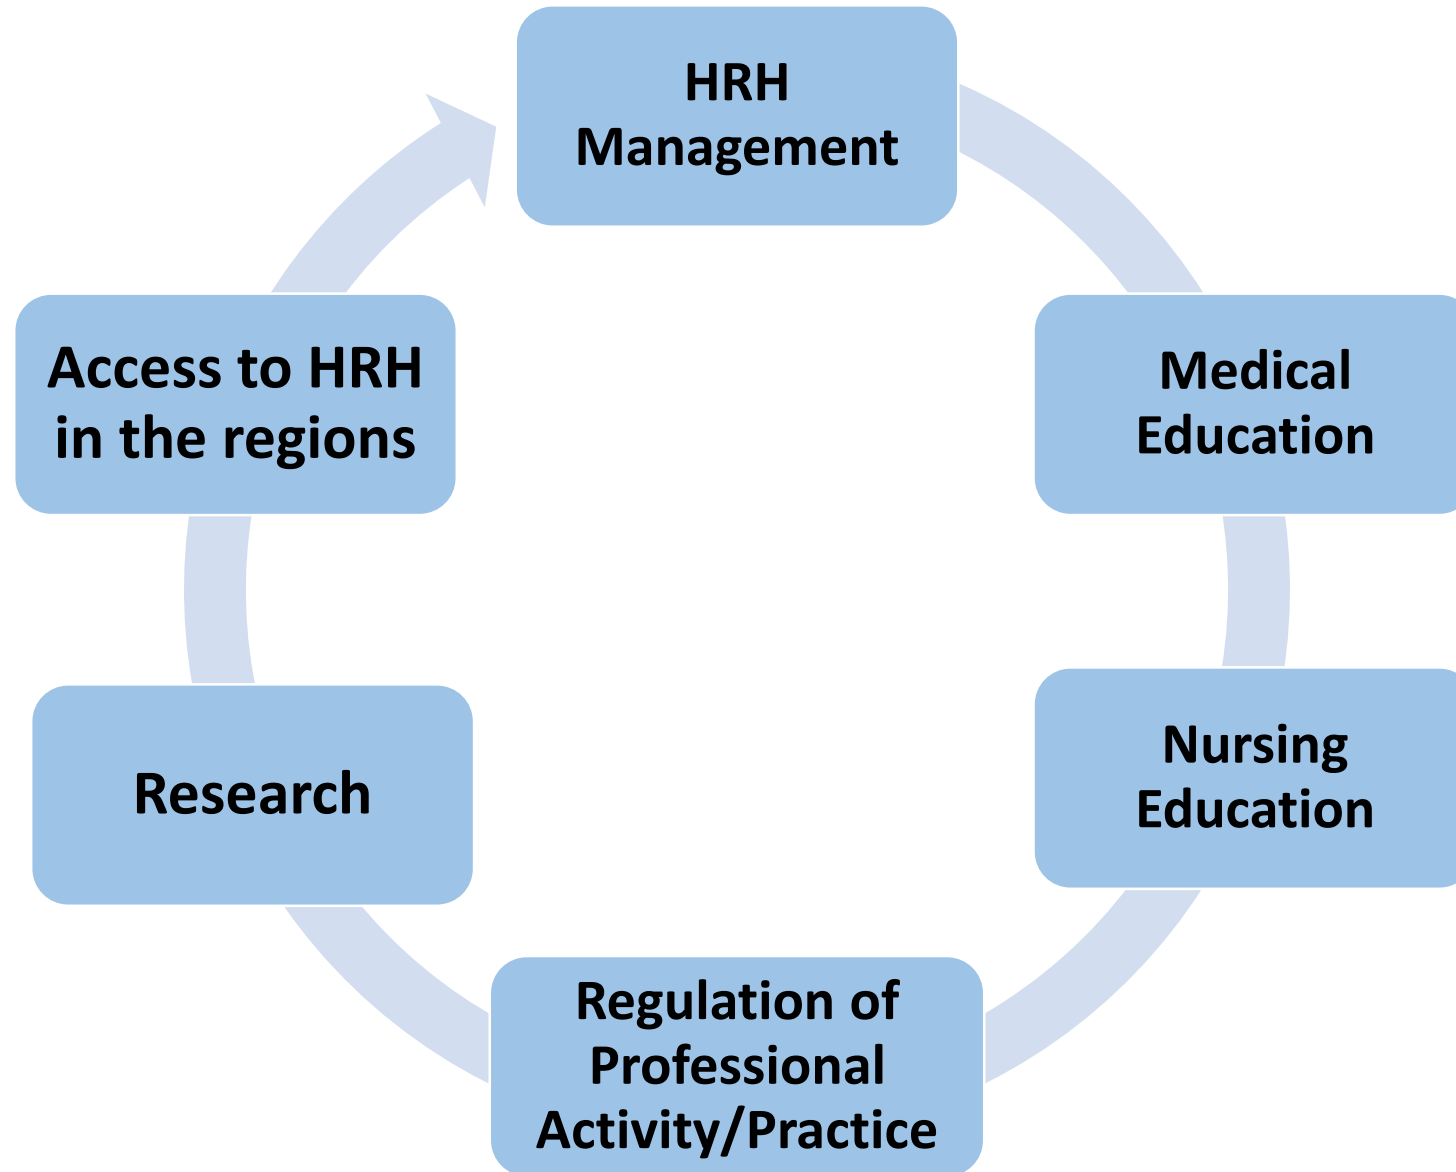 HRH
Management
Medical
Education
Nursing
Education
Regulation of
Professional
Activity/Practice
Research
Access to HRH
in the regions